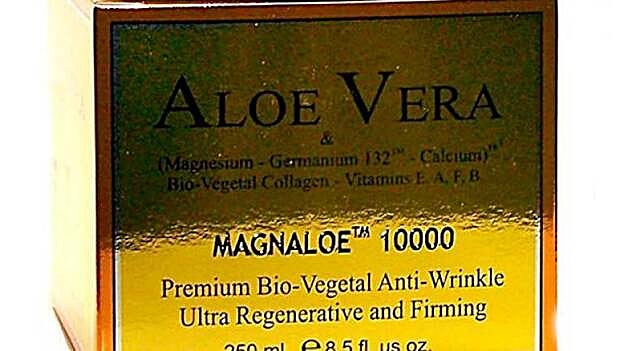 ALOE VERA
&
(Magnesium - Germanium 132™ - Calcium)
Bio-Vegetal Collagen - Vitamins E, A, F, B
MAGNALOE™ 10000
Premium Bio-Vegetal Anti-Wrinkle
Ultra Regenerative and Firming
250 ml ℮ 8.5 fl. us oz.